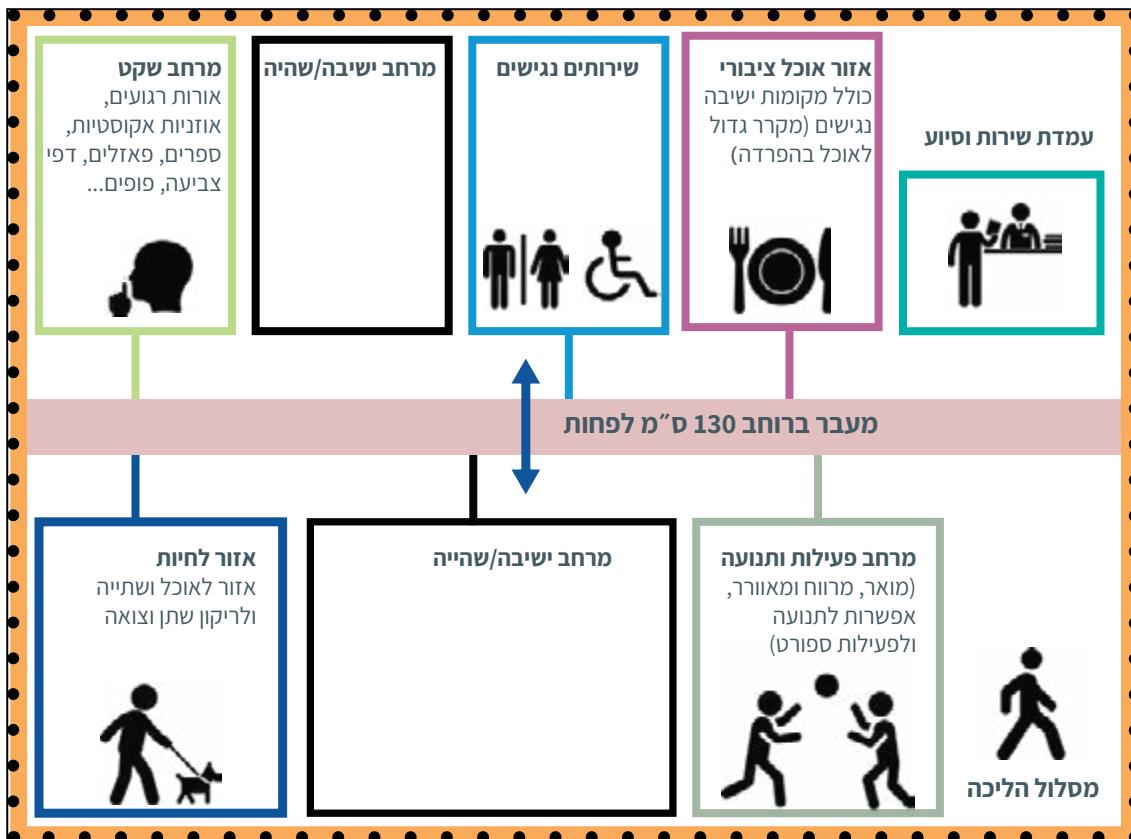 עמדת שירות וסיוע
אזור אוכל ציבורי
כולל מקומות ישיבה
נגישים (מקרר גדול
לאוכל בהפרדה)
שירותים נגישים
מרחב ישיבה/שהיה
מרחב שקט
אורות רגועים,
אוזניות אקוסטיות,
ספרים, פאזלים, דפי
צביעה, פופים...
מעבר ברוחב 130 ס״מ לפחות
מרחב פעילות ותנועה
(מואר, מרווח ומאוורר,
אפשרות לתנועה
ולפעילות ספורט)
מרחב ישיבה/שהייה
אזור לחיות
אזור לאוכל ושתייה
ולריקון שתן וצואה
מסלול הליכה